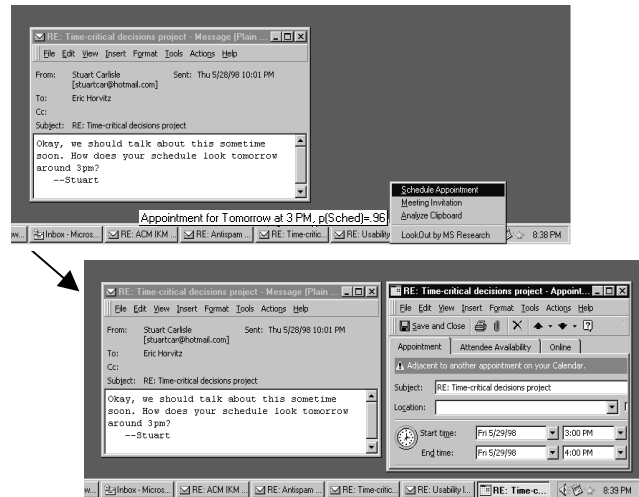 RE: Time-critical decisions project - Message (Plain ...
File Edit View Insert Format Tools Actions Help
From: Stuart Carlisle Sent: Thu 5/28/98 10:01 PM
[stuartcar@hotmail.com]
To: Eric Horvitz
Cc:
Subject: RE: Time-critical decisions project
Okay, we should talk about this sometime
soon. How does your schedule look tomorrow
around 3pm?
--Stuart
Schedule Appointment
Meeting Invitation
Analyze Clipboard
LookOut by MS Research
Appointment for Tomorrow at 3 PM, p(Sched)=.96
w... Inbox - Micros... RE: ACM IKM ... RE: Antispam ... RE: Time-critic... RE: Usability 8:38 PM
RE: Time-critical decisions project - Message (Plain ...
File Edit View Insert Format Tools Actions Help
From: Stuart Carlisle Sent: Thu 5/28/98 10:01 PM
[stuartcar@hotmail.com]
To: Eric Horvitz
Cc:
Subject: RE: Time-critical decisions project
Okay, we should talk about this sometime
soon. How does your schedule look tomorrow
around 3pm?
--Stuart
RE: Time-critical decisions project - Appoint...
File Edit View Insert Format Tools Actions Help
Save and Close
Appointment Attendee Availability Online
Adjacent to another appointment on your Calendar.
Subject: RE: Time-critical decisions project
Location:
Start time: Fri 5/29/98 3:00 PM
End time: Fri 5/29/98 4:00 PM
w... Inbox - Micros... RE: ACM IKM ... RE: Antispam ... RE: Time-critic... RE: Usability I... RE: Time-c... 8:39 PM